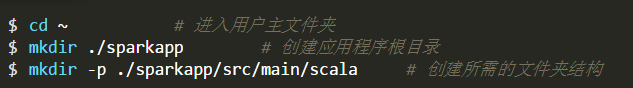 $ cd ~ # 进入用户主文件夹
$ mkdir ./sparkapp # 创建应用程序根目录
$ mkdir -p ./sparkapp/src/main/scala # 创建所需的文件夹结构